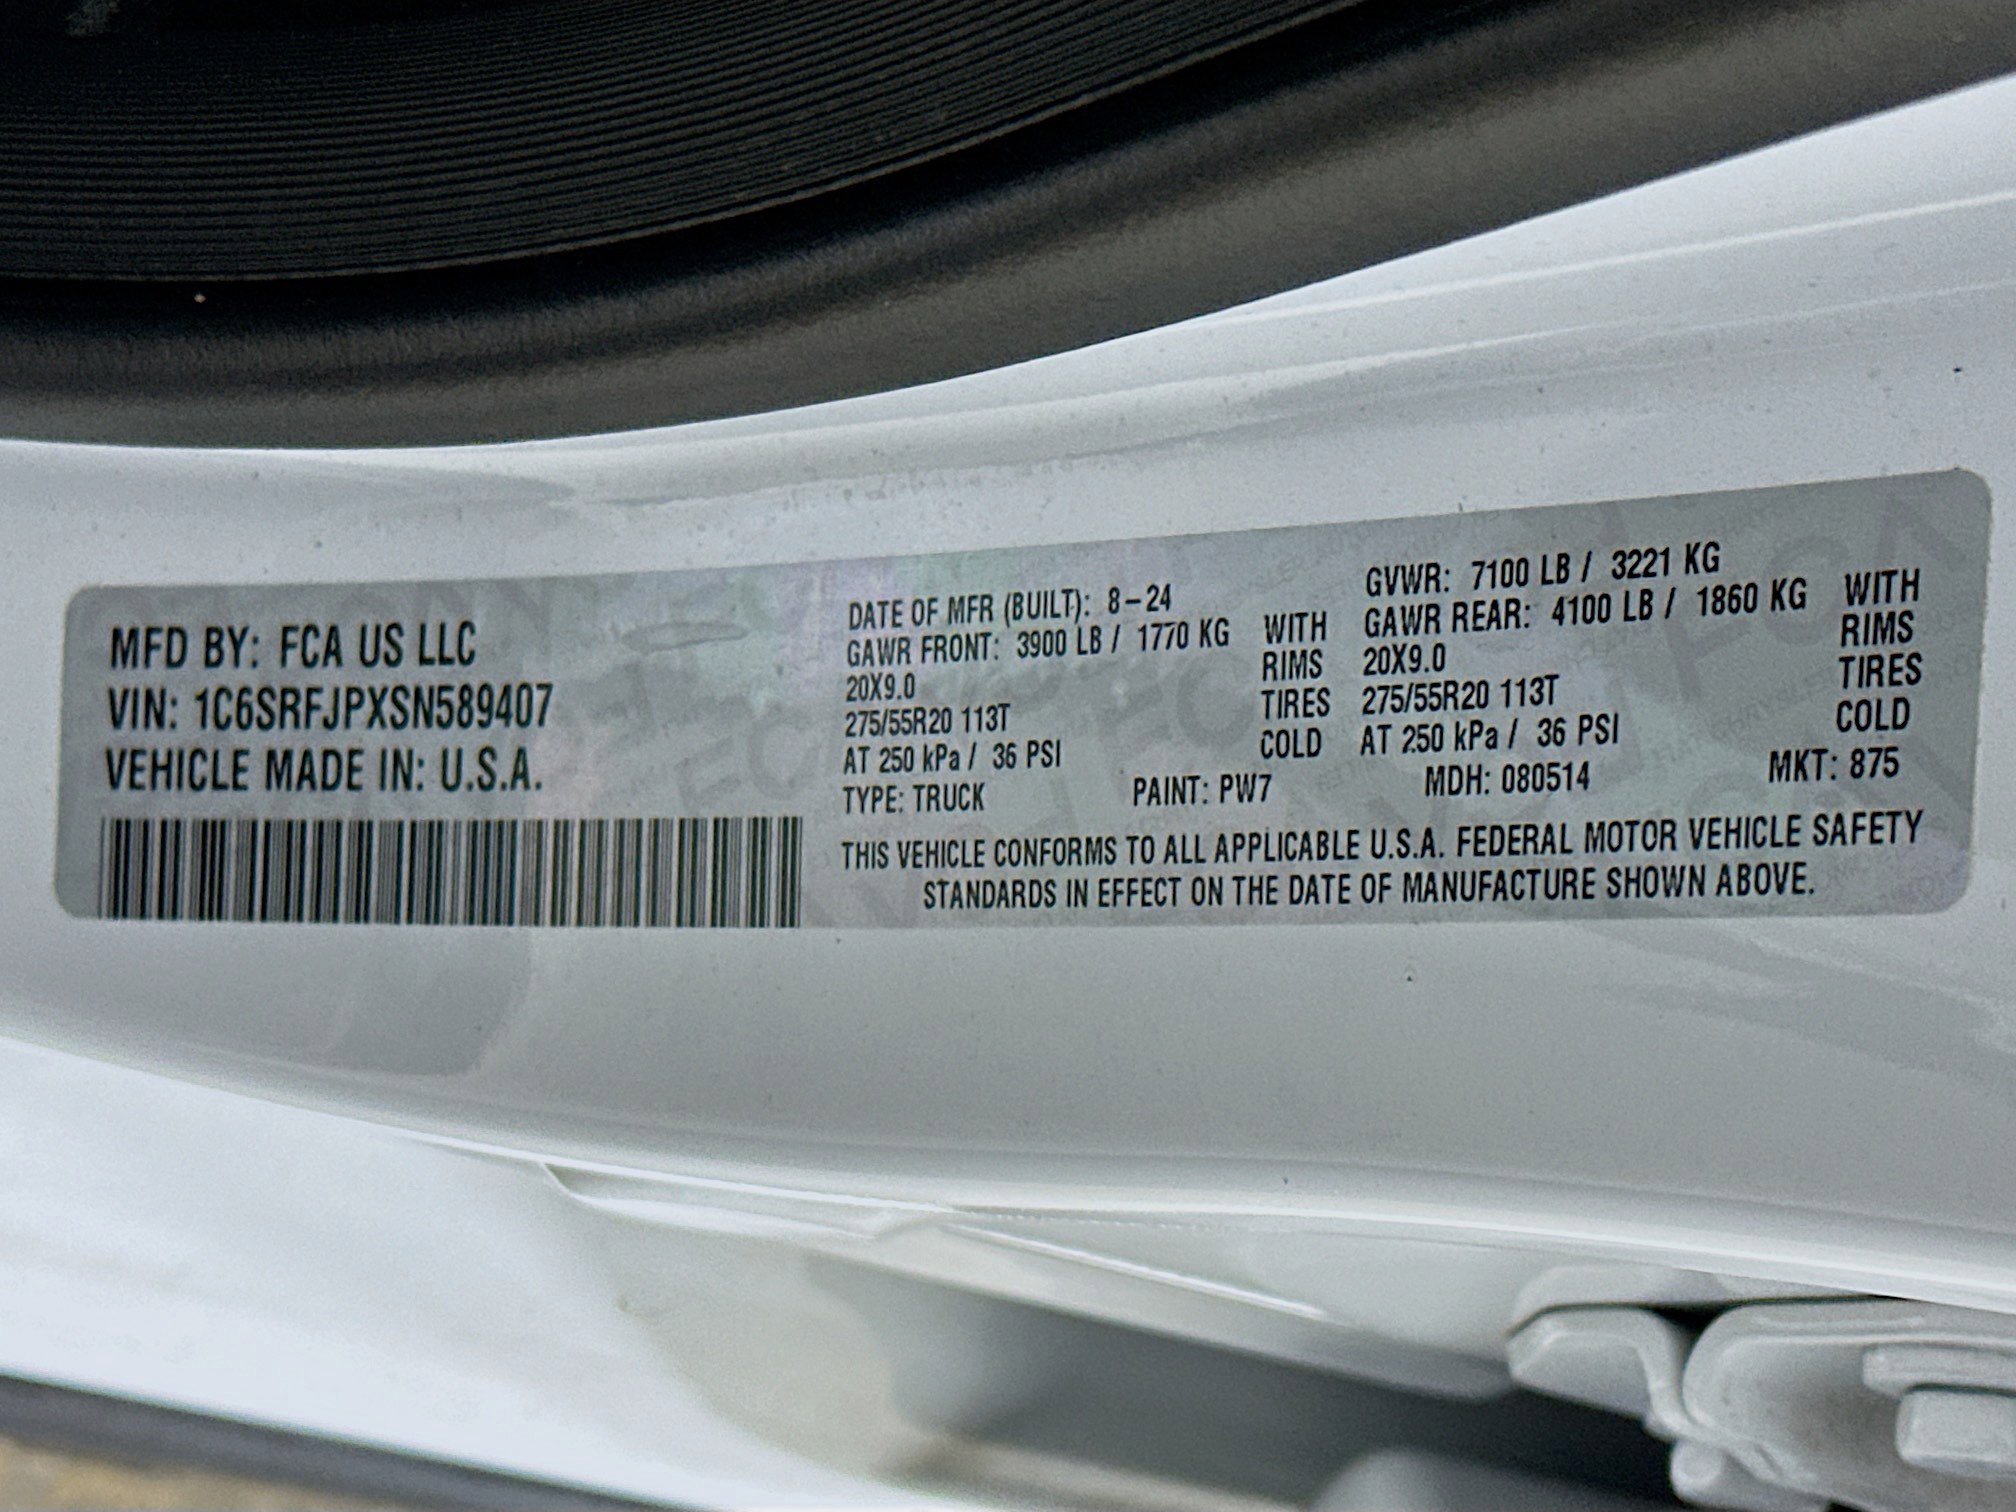 MFD BY: FCA US LLC
VIN: 1C6SRFJPXSN589407
VEHICLE MADE IN: U.S.A.
DATE OF MFR (BUILT): 8-24
GAWR FRONT: 3900 LB / 1770 KG WITH
20X9.0 RIMS
275/55R20 113T TIRES
AT 250 kPa / 36 PSI COLD
GVWR: 7100 LB / 3221 KG
GAWR REAR: 4100 LB / 1860 KG WITH
20X9.0 RIMS
275/55R20 113T TIRES
AT 250 kPa / 36 PSI COLD
TYPE: TRUCK PAINT: PW7 MDH: 080514 MKT: 875
THIS VEHICLE CONFORMS TO ALL APPLICABLE U.S.A. FEDERAL MOTOR VEHICLE SAFETY
STANDARDS IN EFFECT ON THE DATE OF MANUFACTURE SHOWN ABOVE.